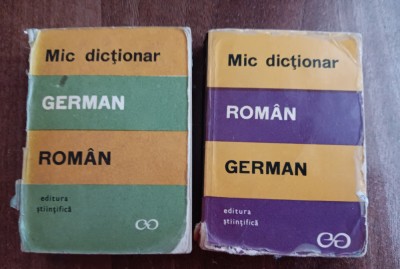 Mic dicționar
GERMAN
ROMÂN
editura
științifică
Mic dicționar
ROMÂN
GERMAN
editura
științifică